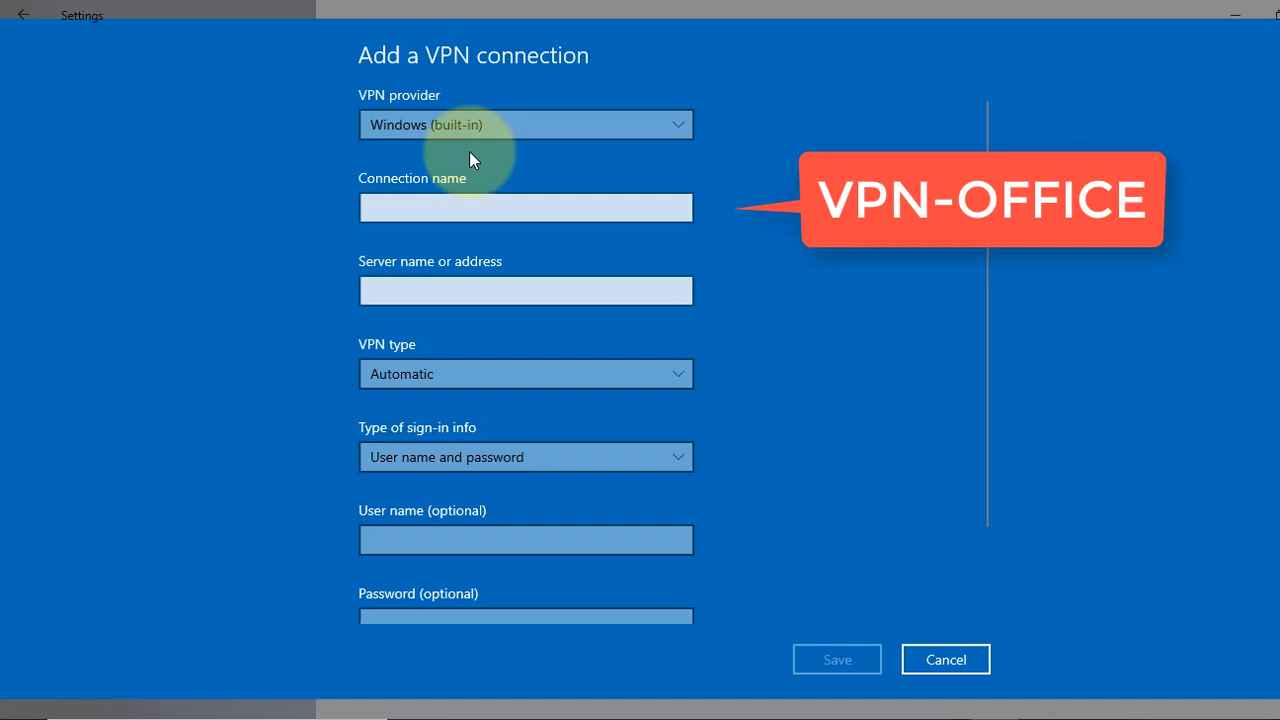 Settings
Add a VPN connection
VPN provider
Windows (built-in)
Connection name
VPN-OFFICE
Server name or address
VPN type
Automatic
Type of sign-in info
User name and password
User name (optional)
Password (optional)
Save
Cancel